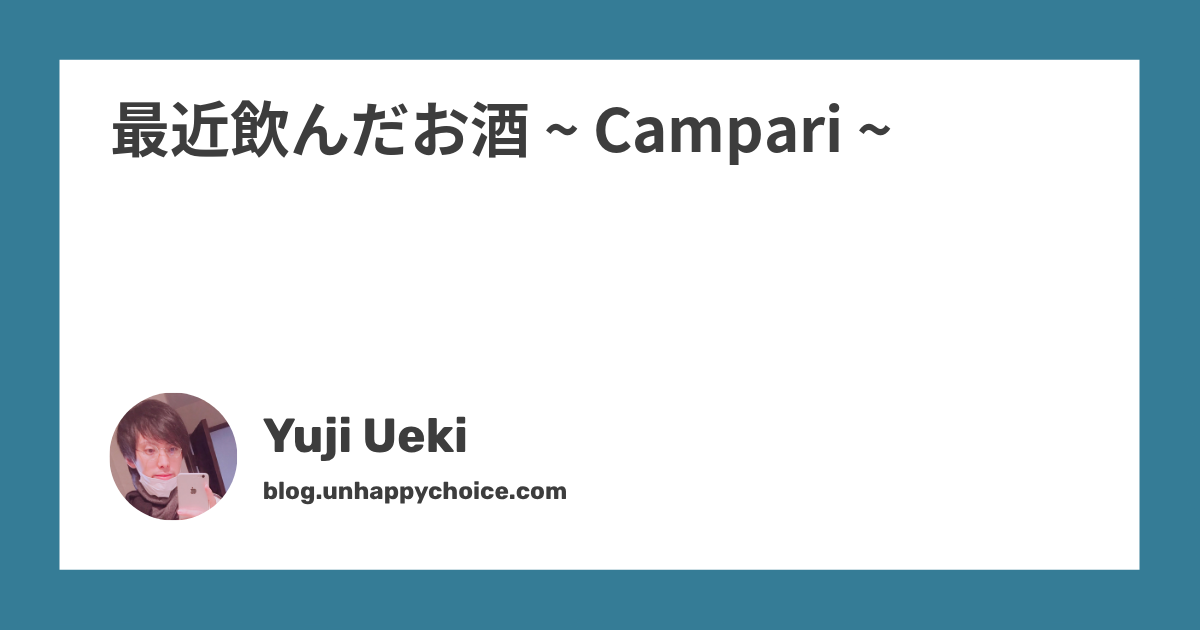 最近飲んだお酒 ~ Campari ~
Yuji Ueki
blog.unhappychoice.com